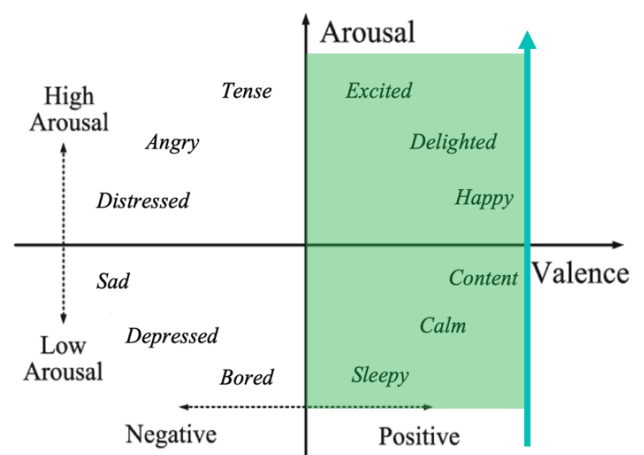 Arousal
High
Arousal
Tense
Excited
Angry
Delighted
Distressed
Happy
Sad
Content
Valence
Depressed
Calm
Low
Arousal
Bored
Sleepy
Negative
Positive